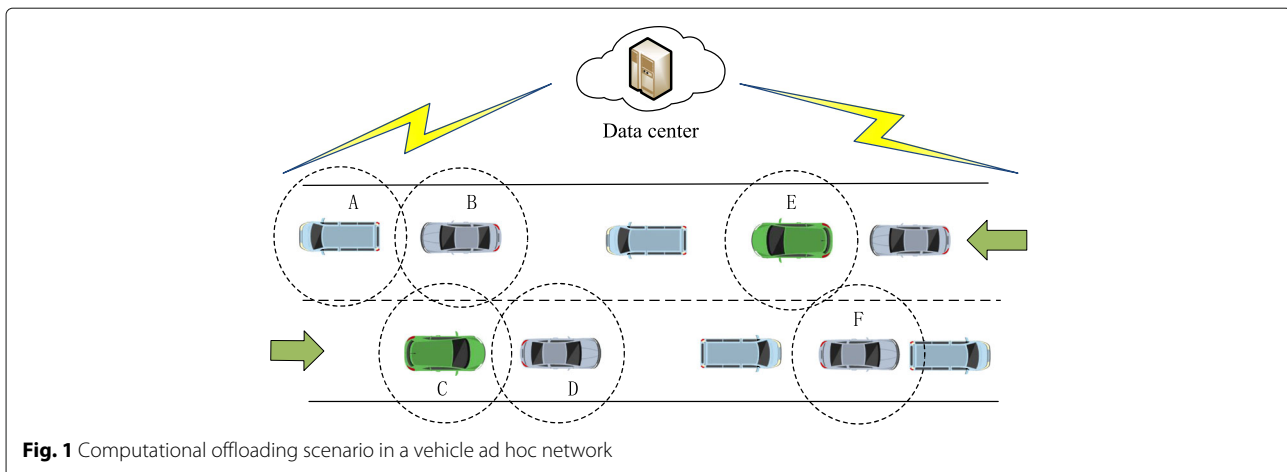 Data center
A
B
E
F
C
D
Fig. 1 Computational offloading scenario in a vehicle ad hoc network